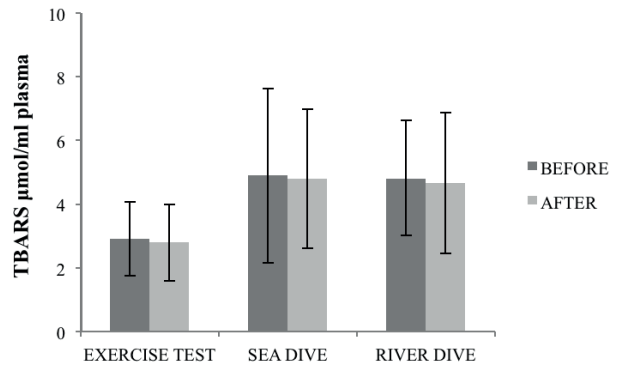 TBARS µmol/ml plasma
10
8
6
4
2
0
EXERCISE TEST
SEA DIVE
RIVER DIVE
BEFORE
AFTER